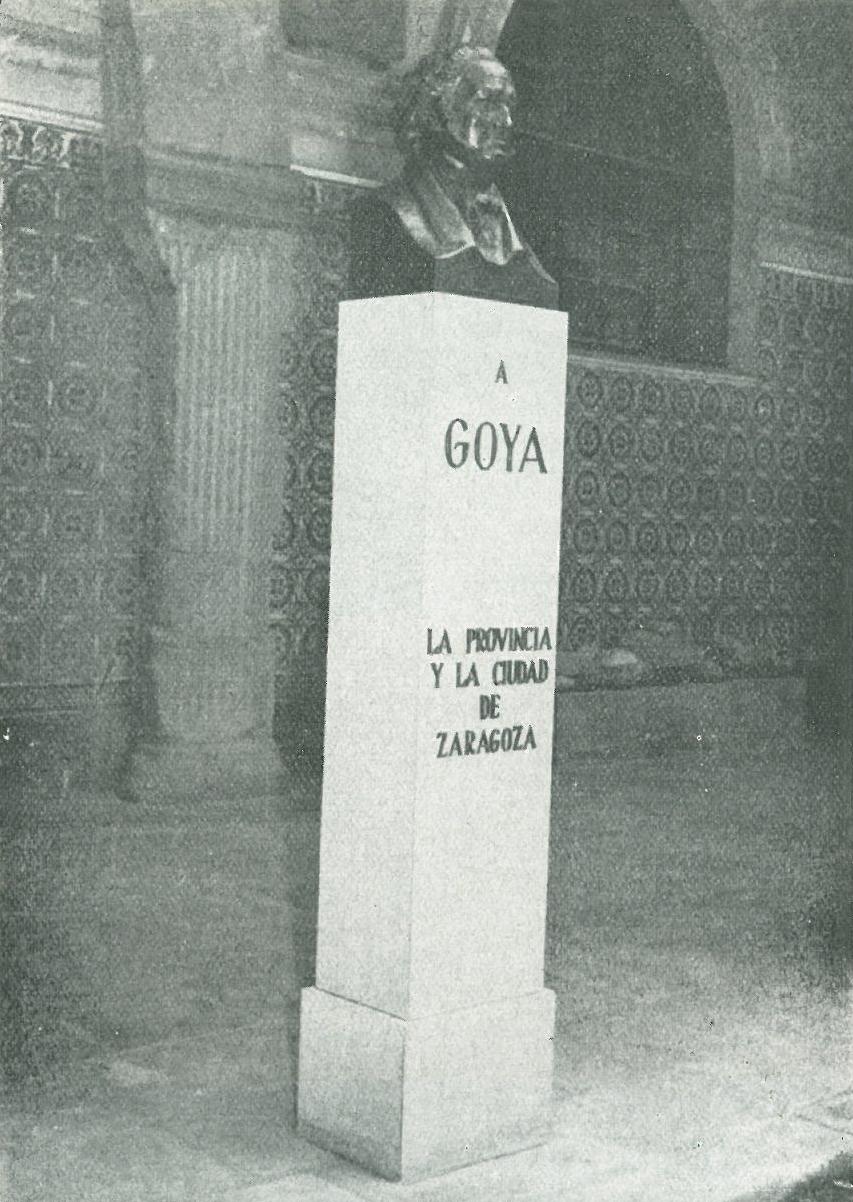 A
GOYA
LA PROVINCIA
Y LA CIUDAD
DE
ZARAGOZA